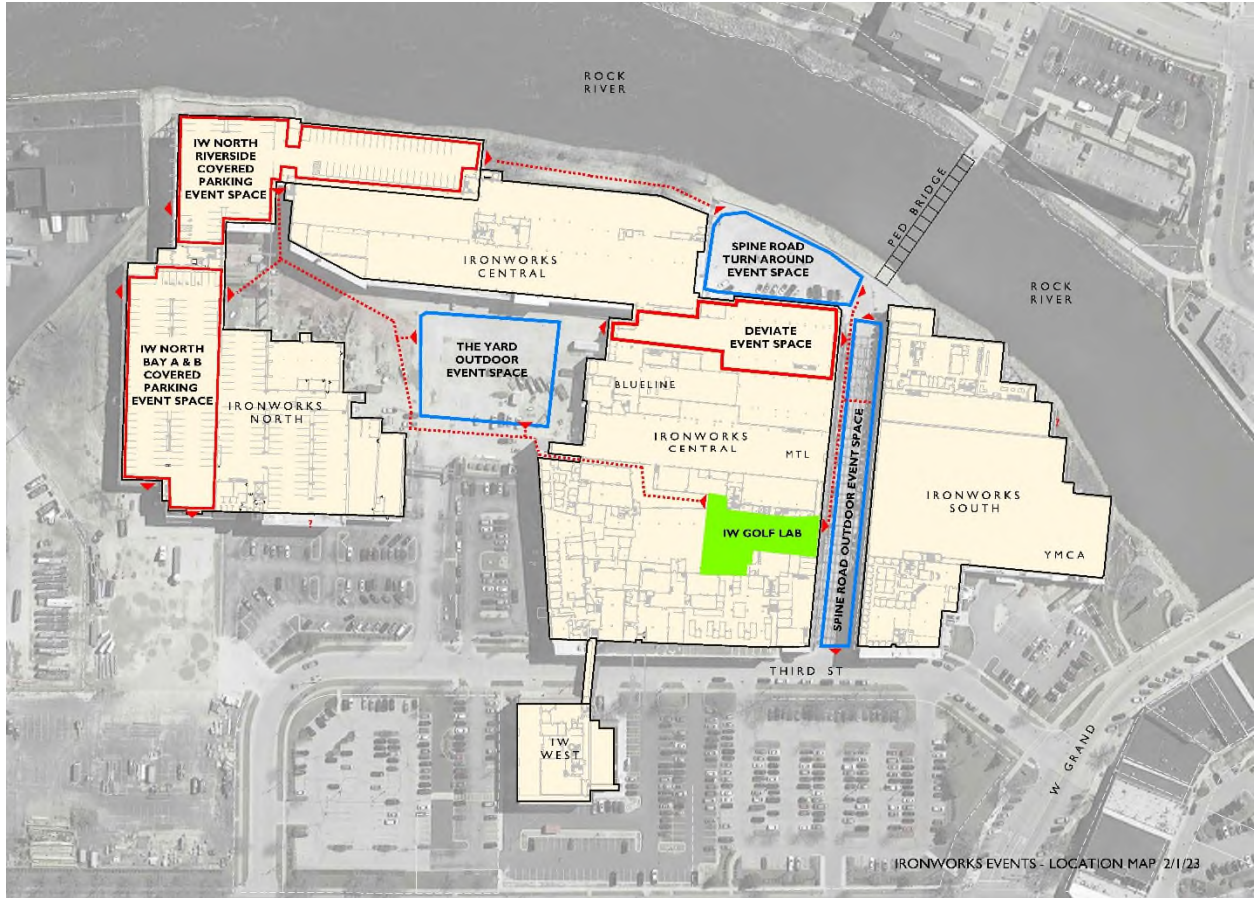 ROCK
RIVER
IW NORTH
RIVERSIDE
COVERED
PARKING
EVENT SPACE
PED BRIDGE
SPINE ROAD
TURN AROUND
EVENT SPACE
IRONWORKS
CENTRAL
ROCK
RIVER
DEVIATE
EVENT SPACE
THE YARD
OUTDOOR
EVENT SPACE
IW NORTH
BAY A & B
COVERED
PARKING
EVENT SPACE
BLUELINE
IRONWORKS
NORTH
IRONWORKS
CENTRAL
MTL
SPINE ROAD OUTDOOR EVENT SPACE
?
IRONWORKS
SOUTH
?
IW GOLF LAB
YMCA
THIRD ST
IW
WEST
W GRAND
IRONWORKS EVENTS - LOCATION MAP 2/1/23